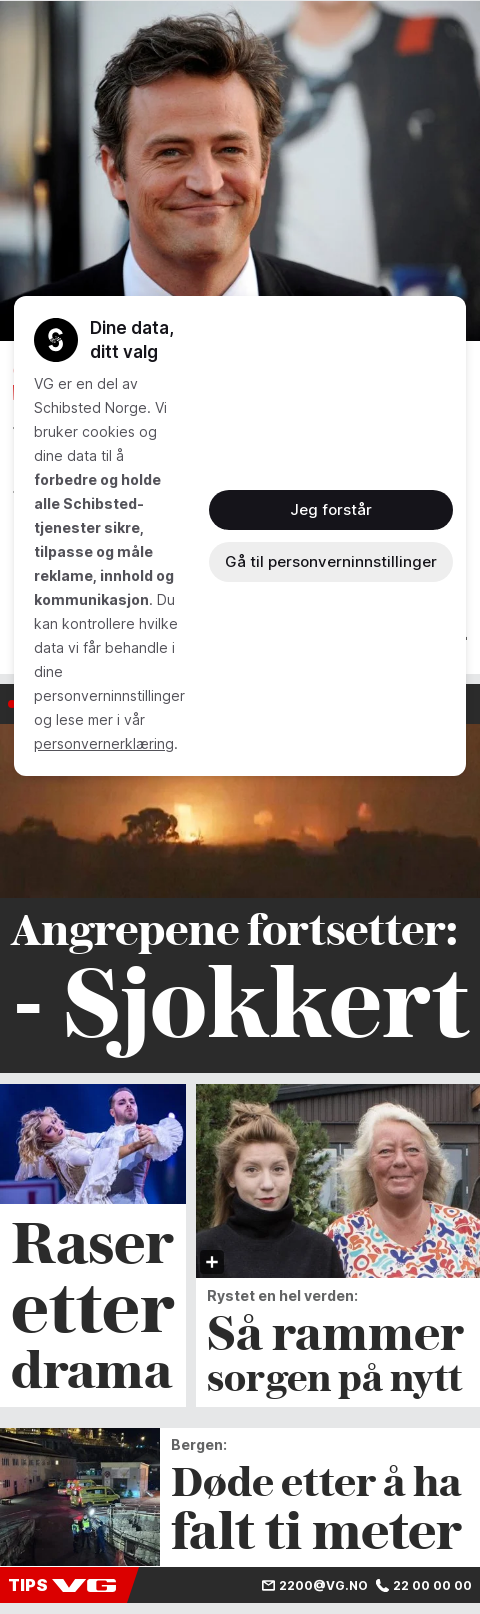 Dine data,
ditt valg
VG er en del av
Schibsted Norge. Vi
bruker cookies og
dine data til å
forbedre og holde
alle Schibsted-
tjenester sikre,
tilpasse og måle
reklame, innhold og
kommunikasjon. Du
kan kontrollere hvilke
data vi får behandle i
dine
personverninnstillinger
og lese mer i vår
personvernerklæring.
Jeg forstår
Gå til personverninnstillinger
Angrepene fortsetter:
- Sjokkert
Raser
etter
drama
Rystet en hel verden:
Så rammer
sorgen på nytt
Bergen:
Døde etter å ha
falt ti meter
TIPS VG
2200@VG.NO 22 00 00 00